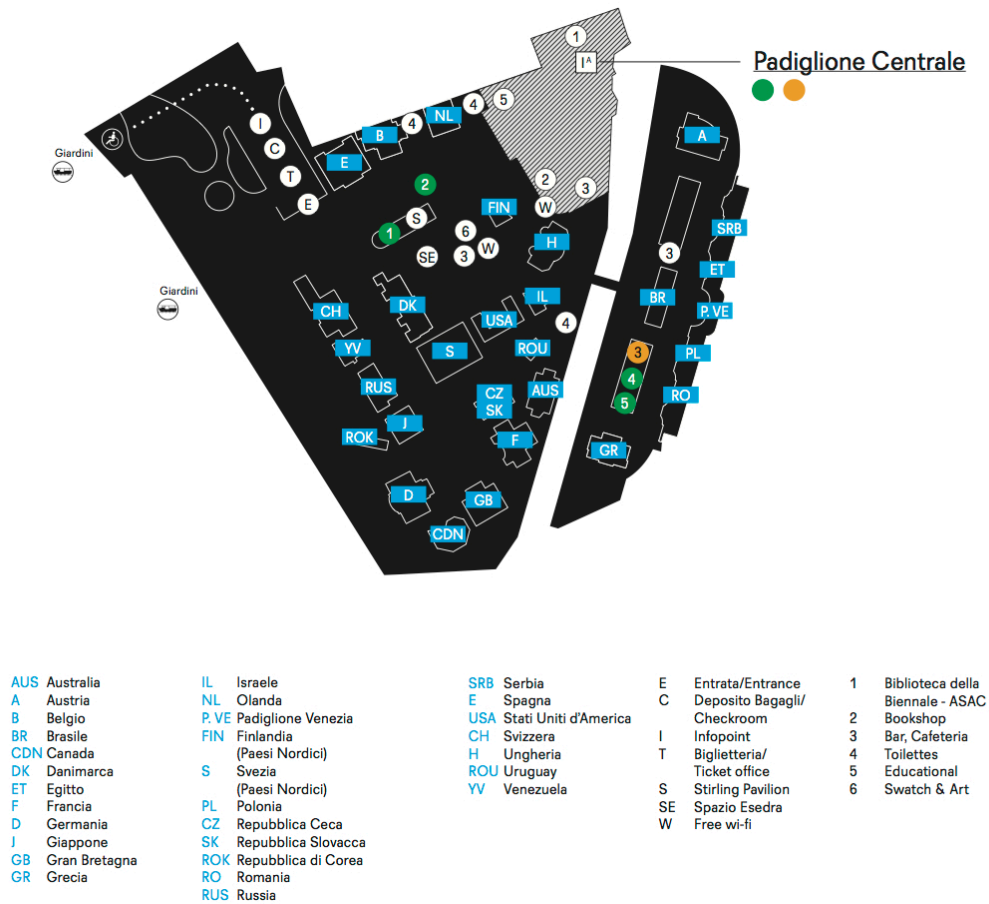 1
I A
Padiglione Centrale
4
5
NL
4
B
A
I
C
Giardini
E
T
2
2
3
E
S
FIN
W
1
6
SRB
H
W
SE
3
3
ET
Giardini
IL
BR
DK
CH
P. VE
USA
4
YV
S
ROU
3
PL
4
RUS
AUS
CZ
SK
5
RO
J
ROK
F
GR
D
GB
CDN
AUS Australia
A Austria
B Belgio
BR Brasile
CDN Canada
DK Danimarca
ET Egitto
F Francia
D Germania
J Giappone
GB Gran Bretagna
GR Grecia
IL Israele
NL Olanda
P. VE Padiglione Venezia
FIN Finlandia
(Paesi Nordici)
S Svezia
(Paesi Nordici)
PL Polonia
CZ Repubblica Ceca
SK Repubblica Slovacca
ROK Repubblica di Corea
RO Romania
RUS Russia
SRB Serbia
E Spagna
USA Stati Uniti d'America
CH Svizzera
H Ungheria
ROU Uruguay
YV Venezuela
E Entrata/Entrance
C Deposito Bagagli/
Checkroom
I Infopoint
T Biglietteria/
Ticket office
S Stirling Pavilion
SE Spazio Esedra
W Free wi-fi
1 Biblioteca della
Biennale - ASAC
2 Bookshop
3 Bar, Cafeteria
4 Toilettes
5 Educational
6 Swatch & Art